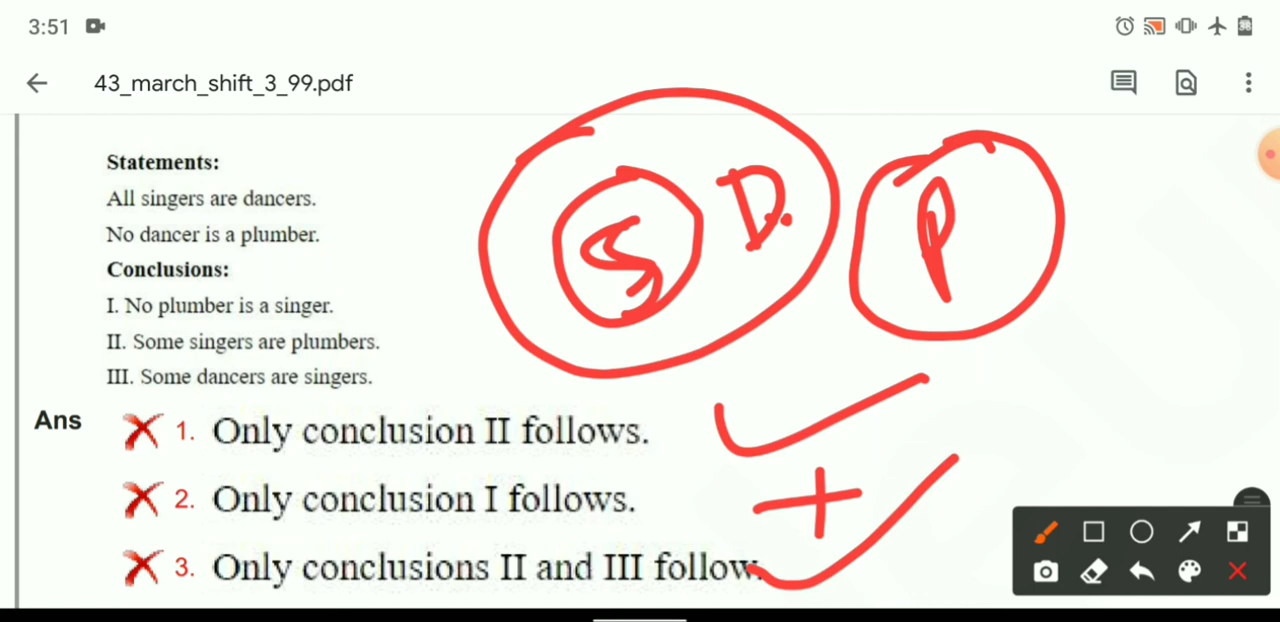 3:51
43_march_shift_3_99.pdf
Statements:
All singers are dancers.
No dancer is a plumber.
Conclusions:
I. No plumber is a singer.
II. Some singers are plumbers.
III. Some dancers are singers.
Ans
1. Only conclusion II follows.
2. Only conclusion I follows.
3. Only conclusions II and III follow.
S D. P